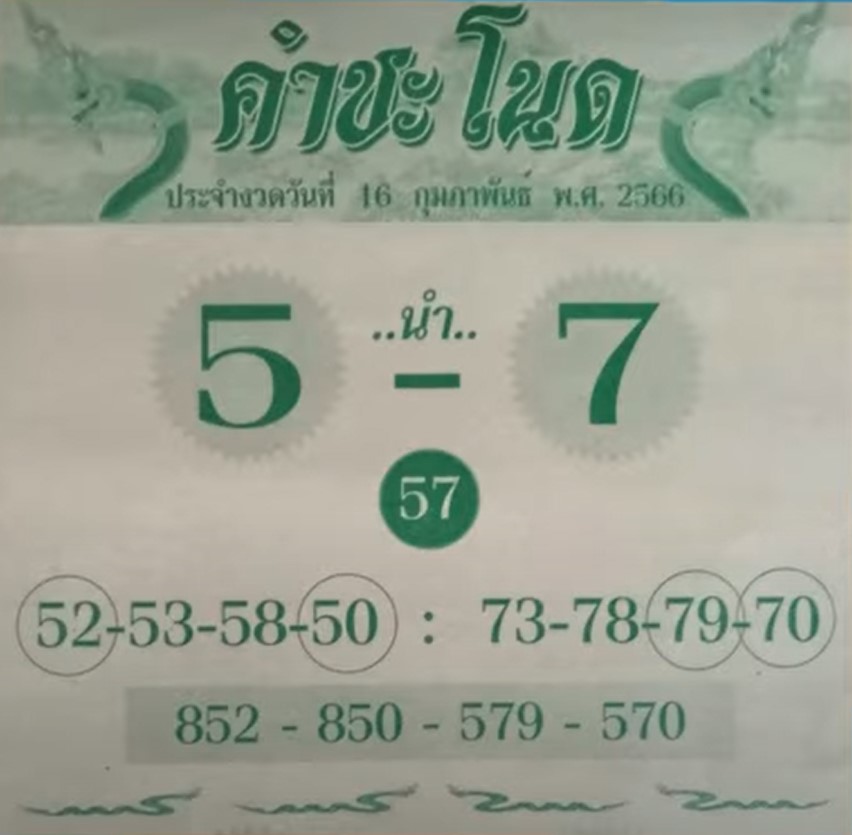 คำชะโนด
ประจำงวดวันที่ 16 กุมภาพันธ์ พ.ศ. 2566
5 ..นำ.. - 7
57
52-53-58-50 : 73-78-79-70
852 - 850 - 579 - 570